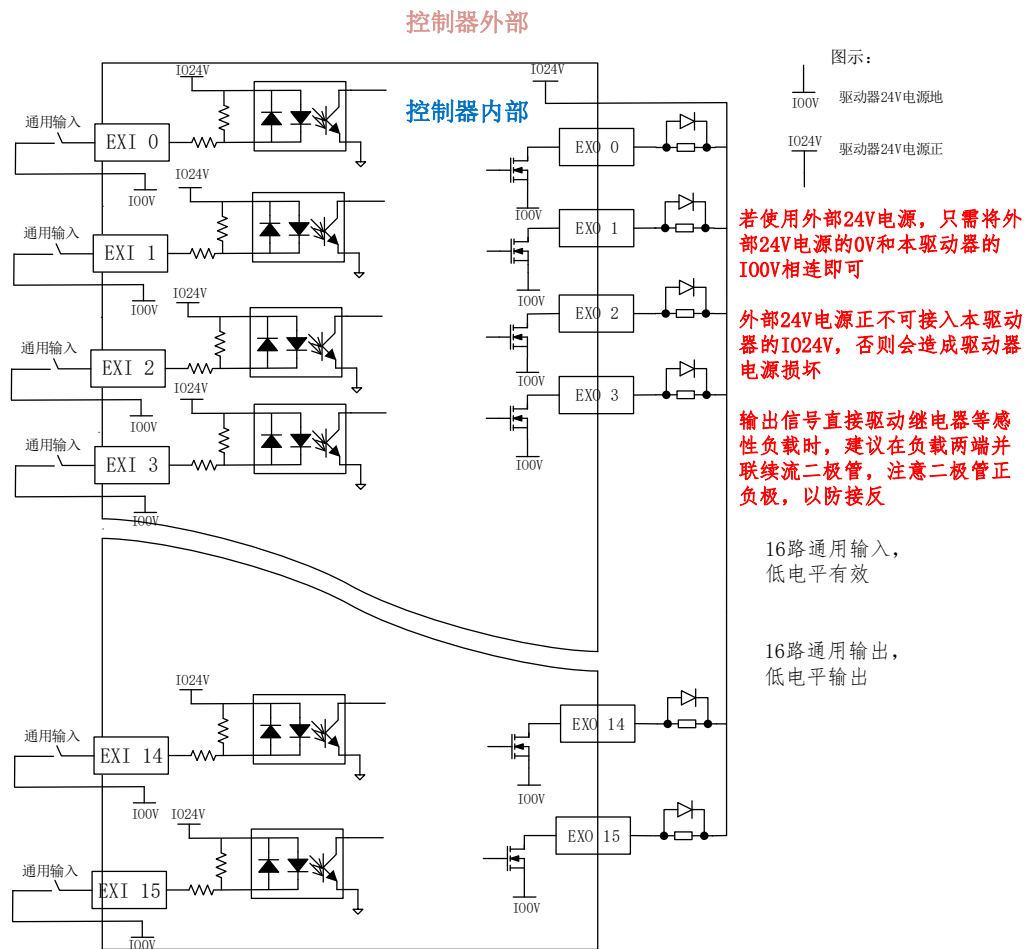 控制器外部
控制器内部
IO24V
通用输入
EXI 0
IO0V
IO24V
通用输入
EXI 1
IO0V
IO24V
通用输入
EXI 2
IO0V
IO24V
通用输入
EXI 3
IO0V
IO24V
通用输入
EXI 14
IO0V
IO24V
通用输入
EXI 15
IO0V
IO24V
EXO 0
IO0V
EXO 1
IO0V
EXO 2
IO0V
EXO 3
IO0V
EXO 14
IO0V
EXO 15
IO0V
图示:
IO0V
驱动器24V电源地
IO24V
驱动器24V电源正
若使用外部24V电源，只需将外
部24V电源的0V和本驱动器的
IO0V相连即可
外部24V电源正不可接入本驱动
器的IO24V，否则会造成驱动器
电源损坏
输出信号直接驱动继电器等感
性负载时，建议在负载两端并
联续流二极管，注意二极管正
负极，以防接反
16路通用输入，
低电平有效
16路通用输出，
低电平输出